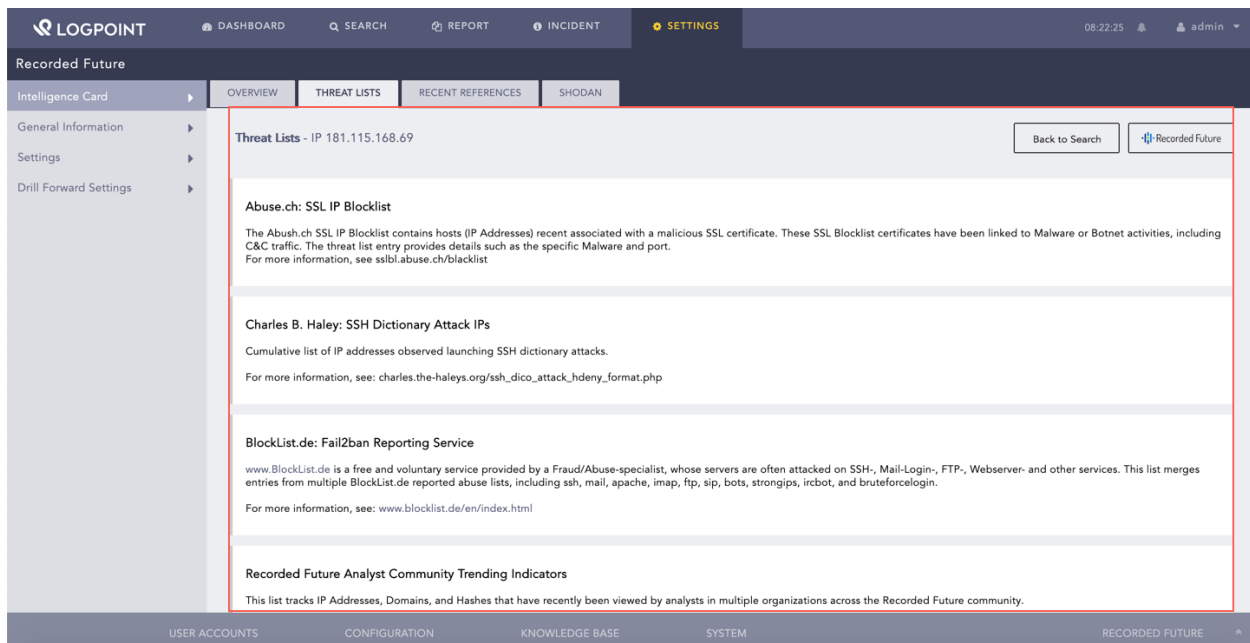 LOGPOINT
DASHBOARD
SEARCH
REPORT
INCIDENT
SETTINGS
08:22:25
admin
Recorded Future
Intelligence Card
General Information
Settings
Drill Forward Settings
OVERVIEW
THREAT LISTS
RECENT REFERENCES
SHODAN
Threat Lists - IP 181.115.168.69
Back to Search
Recorded Future
Abuse.ch: SSL IP Blocklist
The Abush.ch SSL IP Blocklist contains hosts (IP Addresses) recent associated with a malicious SSL certificate. These SSL Blocklist certificates have been linked to Malware or Botnet activities, including
C&C traffic. The threat list entry provides details such as the specific Malware and port.
For more information, see sslbl.abuse.ch/blacklist
Charles B. Haley: SSH Dictionary Attack IPs
Cumulative list of IP addresses observed launching SSH dictionary attacks.
For more information, see: charles.the-haleys.org/ssh_dico_attack_hdeny_format.php
BlockList.de: Fail2ban Reporting Service
www.BlockList.de is a free and voluntary service provided by a Fraud/Abuse-specialist, whose servers are often attacked on SSH-, Mail-Login-, FTP-, Webserver- and other services. This list merges
entries from multiple BlockList.de reported abuse lists, including ssh, mail, apache, imap, ftp, sip, bots, strongips, ircbot, and bruteforcelogin.
For more information, see: www.blocklist.de/en/index.html
Recorded Future Analyst Community Trending Indicators
This list tracks IP Addresses, Domains, and Hashes that have recently been viewed by analysts in multiple organizations across the Recorded Future community.
USER ACCOUNTS
CONFIGURATION
KNOWLEDGE BASE
SYSTEM
RECORDED FUTURE